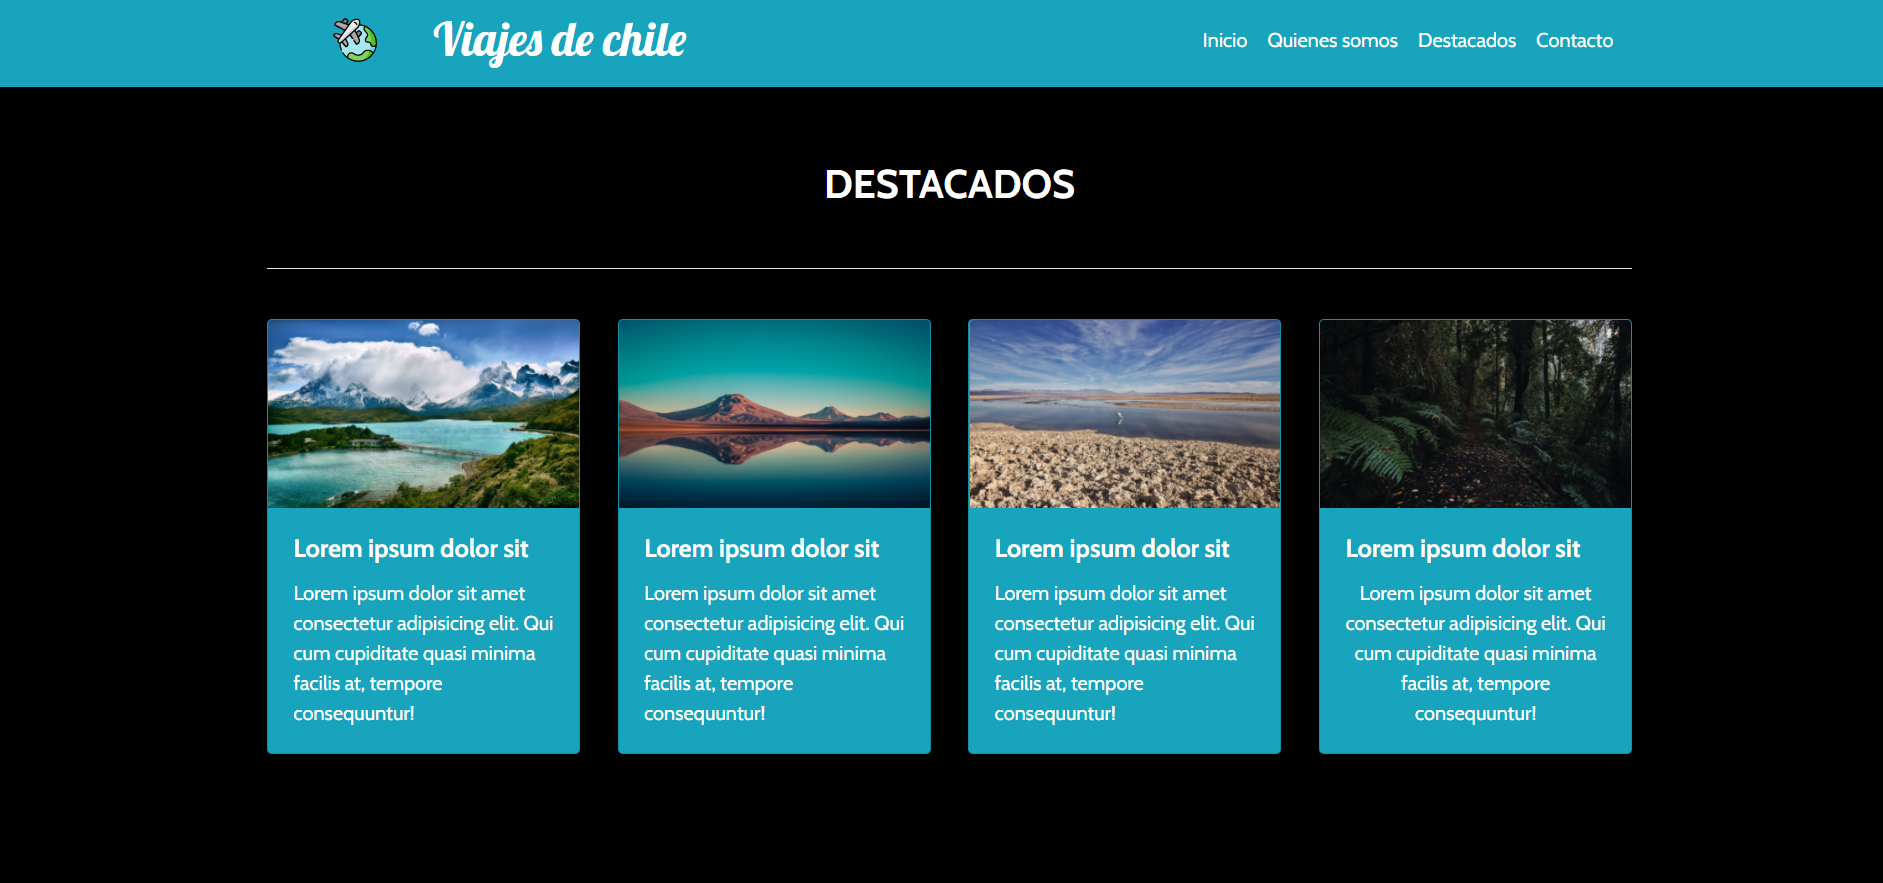 Viajes de chile
Inicio Quienes somos Destacados Contacto
DESTACADOS
Lorem ipsum dolor sit
Lorem ipsum dolor sit amet
consectetur adipisicing elit. Qui
cum cupiditate quasi minima
facilis at, tempore
consequuntur!
Lorem ipsum dolor sit
Lorem ipsum dolor sit amet
consectetur adipisicing elit. Qui
cum cupiditate quasi minima
facilis at, tempore
consequuntur!
Lorem ipsum dolor sit
Lorem ipsum dolor sit amet
consectetur adipisicing elit. Qui
cum cupiditate quasi minima
facilis at, tempore
consequuntur!
Lorem ipsum dolor sit
Lorem ipsum dolor sit amet
consectetur adipisicing elit. Qui
cum cupiditate quasi minima
facilis at, tempore
consequuntur!